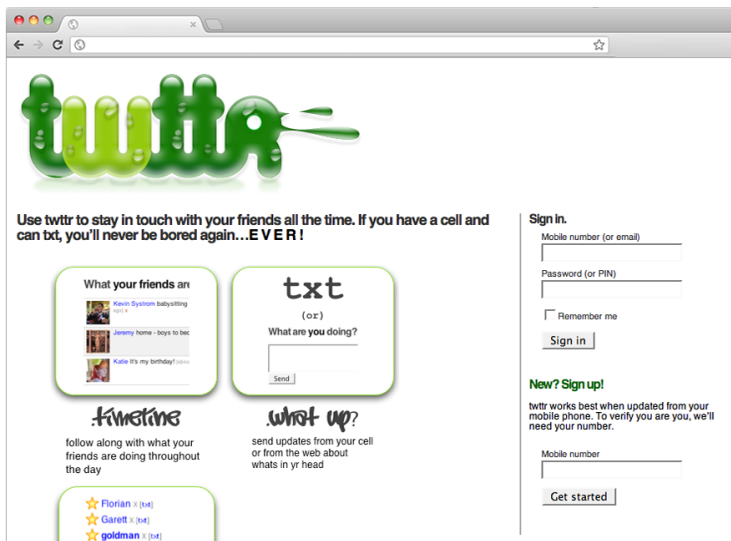 twttr
Use twttr to stay in touch with your friends all the time. If you have a cell and
can txt, you'll never be bored again...E V E R !
What your friends are
Kevin Systrom babysitting
Jeremy home - boys to bed
Katie It's my birthday!
.timeline
follow along with what your
friends are doing throughout
the day
txt
(or)
What are you doing?
Send
.what up?
send updates from your cell
or from the web about
whats in yr head
Florian x [txt]
Garett x [txt]
goldman x [txt]
Sign in.
Mobile number (or email)
Password (or PIN)
Remember me
Sign in
New? Sign up!
twttr works best when updated from your
mobile phone. To verify you are you, we'll
need your number.
Mobile number
Get started